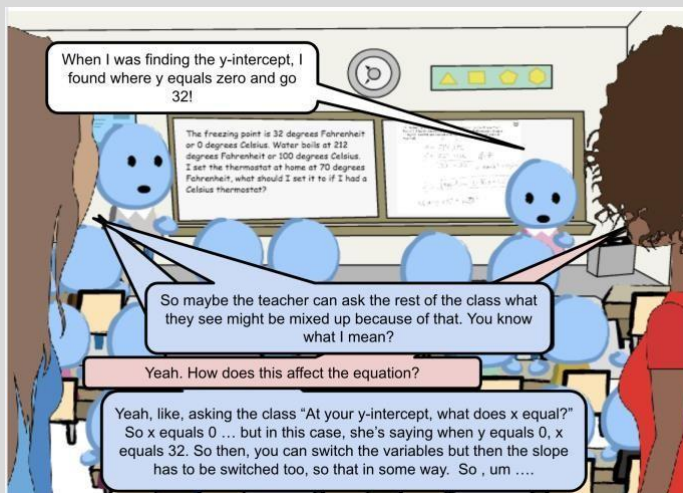 When I was finding the y-intercept, I
found where y equals zero and go
32!
The freezing point is 32 degrees Fahrenheit
or 0 degrees Celsius. Water boils at 212
degrees Fahrenheit or 100 degrees Celsius.
I set the thermostat at home at 70 degrees
Fahrenheit, what should I set it to if I had a
Celsius thermostat?
So maybe the teacher can ask the rest of the class what
they see might be mixed up because of that. You know
what I mean?
Yeah. How does this affect the equation?
Yeah, like, asking the class “At your y-intercept, what does x equal?”
So x equals 0 … but in this case, she’s saying when y equals 0, x
equals 32. So then, you can switch the variables but then the slope
has to be switched too, so that in some way. So , um ….